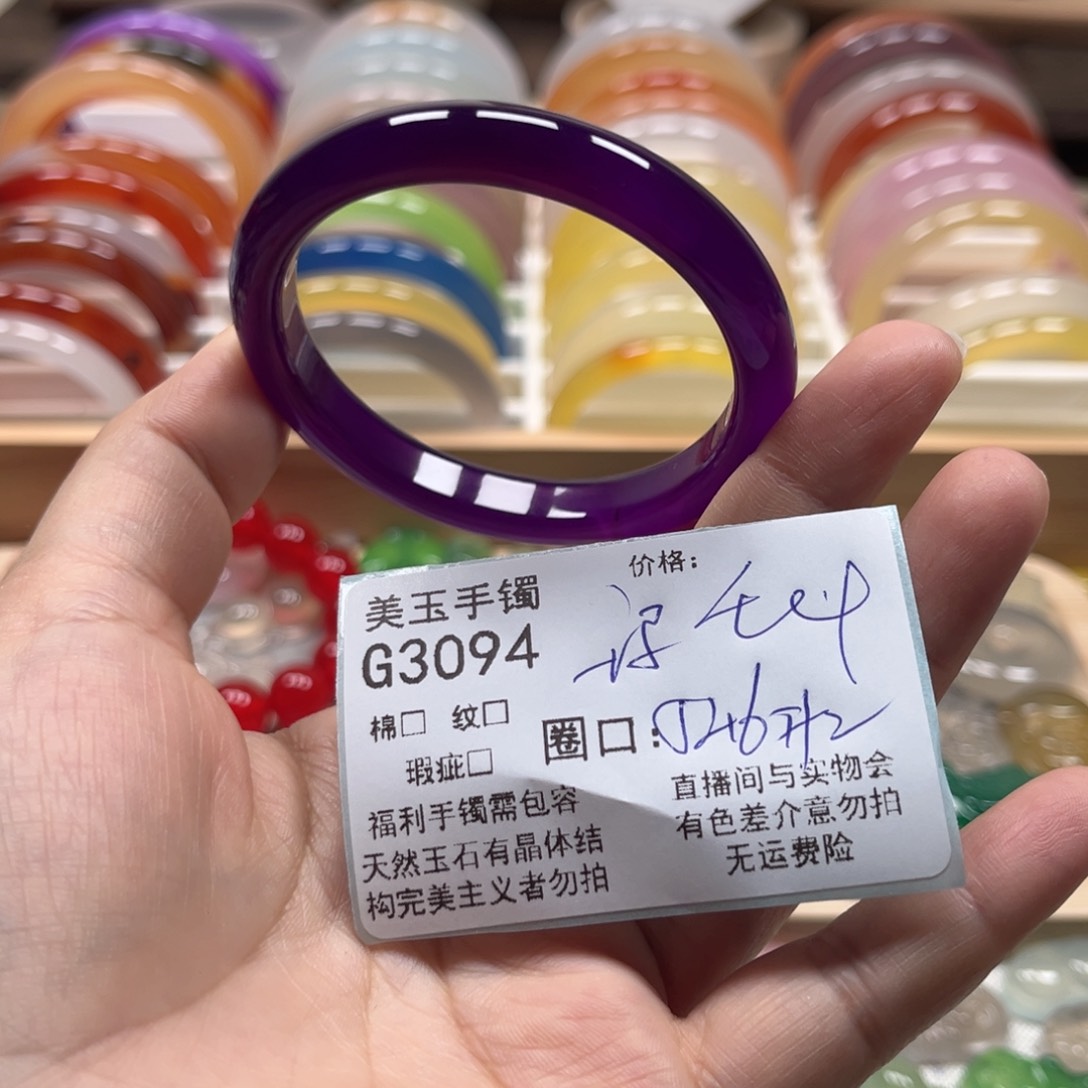 价格：
美玉手镯
G3094
棉□ 纹□
圈口：
瑕疵□
福利手镯需包容
天然玉石有晶体结
构完美主义者勿拍
直播间与实物会
有色差介意勿拍
无运费险